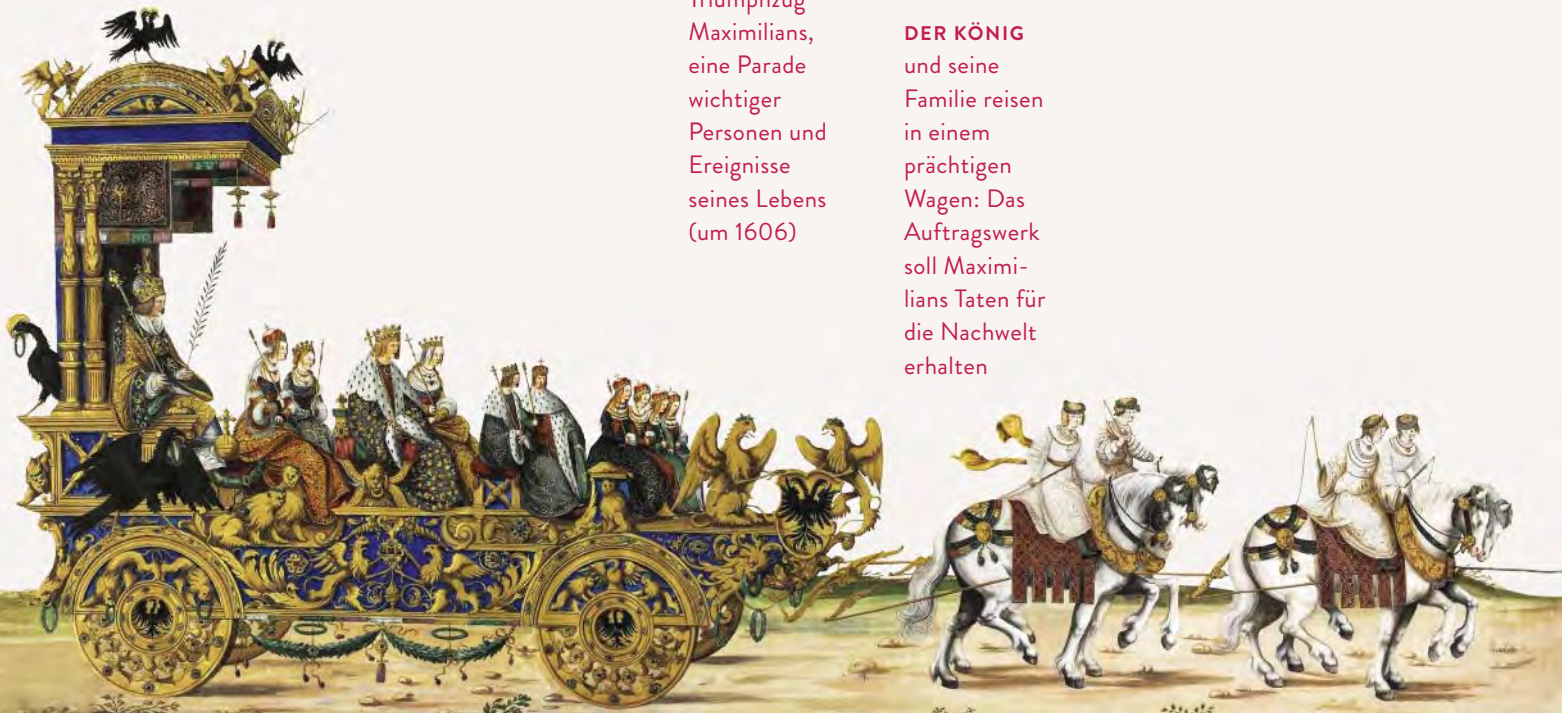 Triumphzug
Maximilians,
eine Parade
wichtiger
Personen und
Ereignisse
seines Lebens
(um 1606)
DER KÖNIG
und seine
Familie reisen
in einem
prächtigen
Wagen: Das
Auftragswerk
soll Maximi-
lians Taten für
die Nachwelt
erhalten